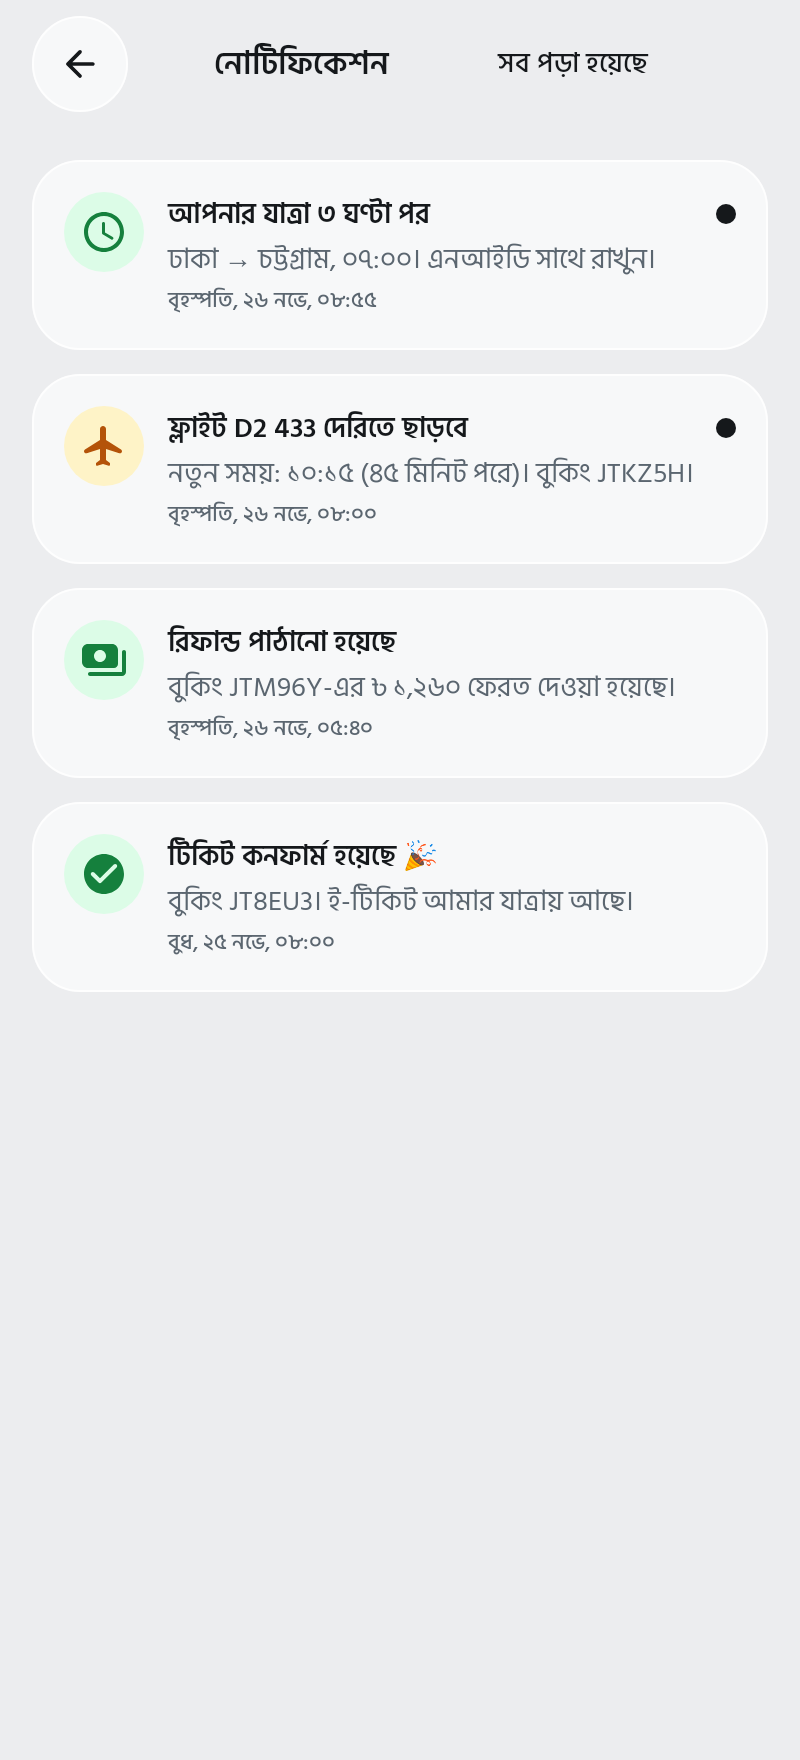 নোটিফিকেশন
সব পড়া হয়েছে
আপনার যাত্রা ৩ ঘণ্টা পর
ঢাকা → চট্টগ্রাম, ০৭:০০। এনআইডি সাথে রাখুন।
বৃহস্পতি, ২৬ নভে, ০৮:৫৫
ফ্লাইট D2 433 দেরিতে ছাড়বে
নতুন সময়: ১০:১৫ (৪৫ মিনিট পরে)। বুকিং JTKZ5H।
বৃহস্পতি, ২৬ নভে, ০৮:০০
রিফান্ড পাঠানো হয়েছে
বুকিং JTM96Y-এর ৳ ১,২৬০ ফেরত দেওয়া হয়েছে।
বৃহস্পতি, ২৬ নভে, ০৫:৪০
টিকিট কনফার্ম হয়েছে 🎉
বুকিং JT8EU3। ই-টিকিট আমার যাত্রায় আছে।
বুধ, ২৫ নভে, ০৮:০০